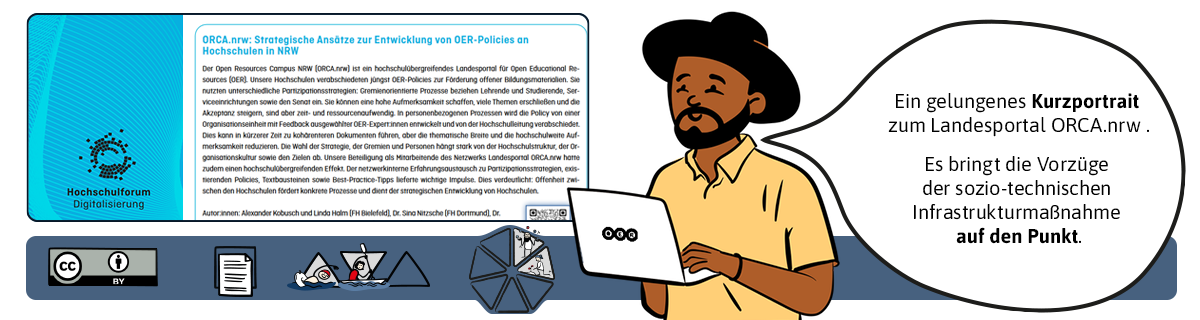 ORCA.nrw: Strategische Ansätze zur Entwicklung von OER-Policies an
Hochschulen in NRW
Der Open Resources Campus NRW (ORCA.nrw) ist ein hochschulübergreifendes Landesportal für Open Educational Re-
sources (OER). Unsere Hochschulen verabschiedeten jüngst OER-Policies zur Förderung offener Bildungsmaterialien. Sie
nutzten unterschiedliche Partizipationsstrategien: Gremienorientierte Prozesse beziehen Lehrende und Studierende, Ser-
viceeinrichtungen sowie den Senat ein. Sie können eine hohe Aufmerksamkeit schaffen, viele Themen erschließen und die
Akzeptanz steigern, sind aber zeit- und ressourcenaufwendig. In personenbezogenen Prozessen wird die Policy von einer
Organisationseinheit mit Feedback ausgewählter OER-Expert:innen entwickelt und von der Hochschulleitung verabschiedet.
Dies kann in kürzerer Zeit zu kohärenteren Dokumenten führen, aber die thematische Breite und die hochschulweite Auf-
merksamkeit reduzieren. Die Wahl der Strategie, der Gremien und Personen hängt stark von der Hochschulstruktur, der Or-
ganisationskultur sowie den Zielen ab. Unsere Beteiligung als Mitarbeitende des Netzwerks Landesportal ORCA.nrw hatte
zudem einen hochschulübergreifenden Effekt. Der netzwerkinterne Erfahrungsaustausch zu Partizipationsstrategien, exis-
tierenden Policies, Textbausteinen sowie Best-Practice-Tipps lieferte wichtige Impulse. Dies verdeutlicht: Offenheit zwi-
schen den Hochschulen fördert konkrete Prozesse und dient der strategischen Entwicklung von Hochschulen.
Autor:innen: Alexander Kobusch und Linda Halm (FH Bielefeld), Dr. Sina Nitzsche (FH Dortmund), Dr.
Hochschulforum
Digitalisierung
Ein gelungenes Kurzportrait
zum Landesportal ORCA.nrw .
Es bringt die Vorzüge
der sozio-technischen
Infrastrukturmaßnahme
auf den Punkt.
OER
CC
BY